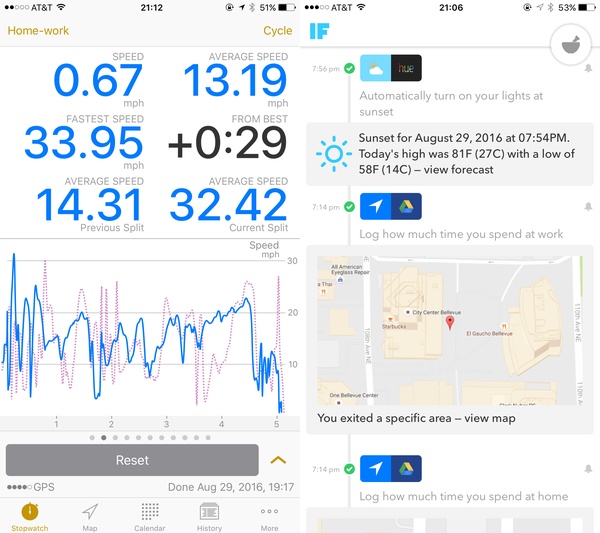 AT&T 21:12 51%
Home-work Cycle
SPEED AVERAGE SPEED
0.67 13.19
mph mph
FASTEST SPEED FROM BEST
33.95 +0:29
mph
AVERAGE SPEED AVERAGE SPEED
14.31 32.42
Previous Split Current Split
Speed
mph
30
20
10
1 2 3 4 5
Reset
GPS Done Aug 29, 2016, 19:17
Stopwatch Map Calendar History More
AT&T 21:06 53%
IF
7:56 pm
hue
Automatically turn on your lights at
sunset
Sunset for August 29, 2016 at 07:54PM.
Today's high was 81F (27C) with a low of
58F (14C) – view forecast
7:14 pm
Log how much time you spend at work
All American
Eyeglass Repair
Thai
City Center Bellevue
Starbucks
El Gaucho Bellevue
108th Ave NE
110th Ave NE
110th Ave NE
One Bellevue Center
You exited a specific area – view map
7:14 pm
Log how much time you spend at home